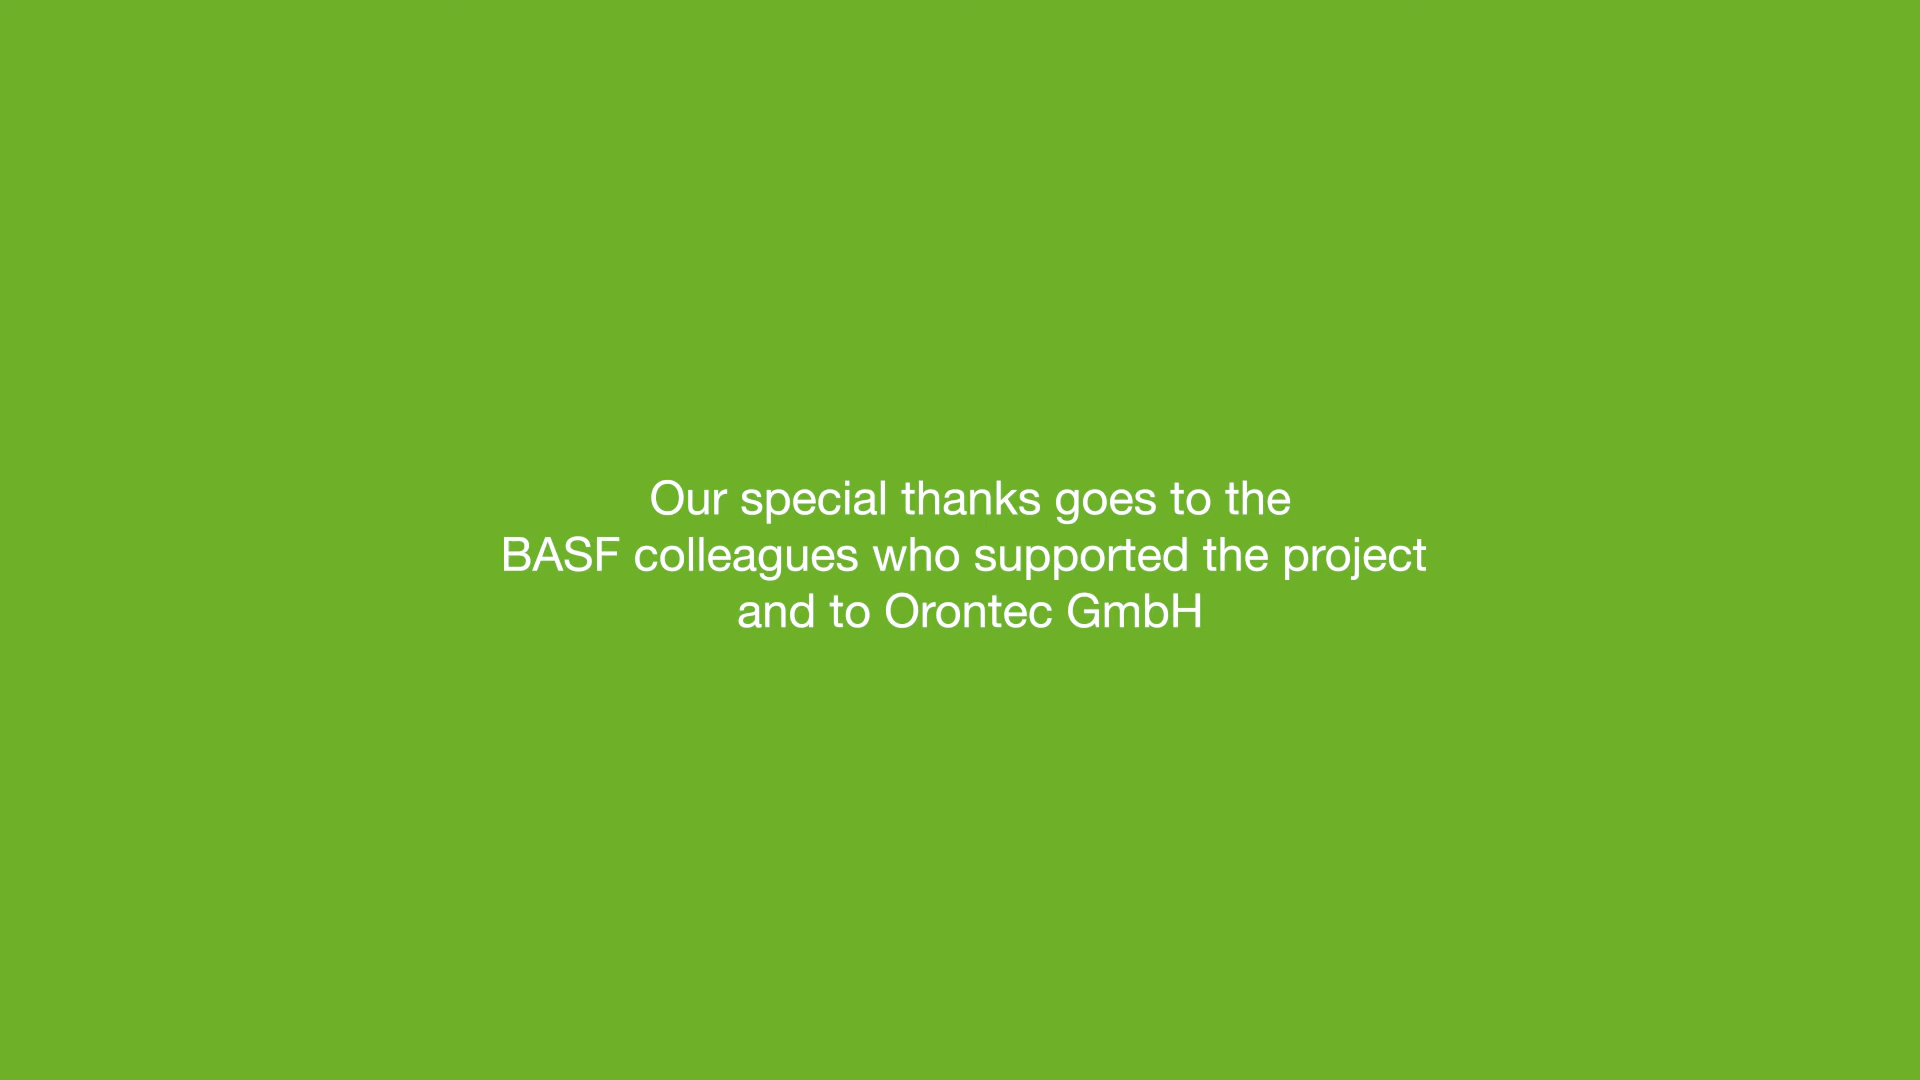 Our special thanks goes to the
BASF colleagues who supported the project
and to Orontec GmbH